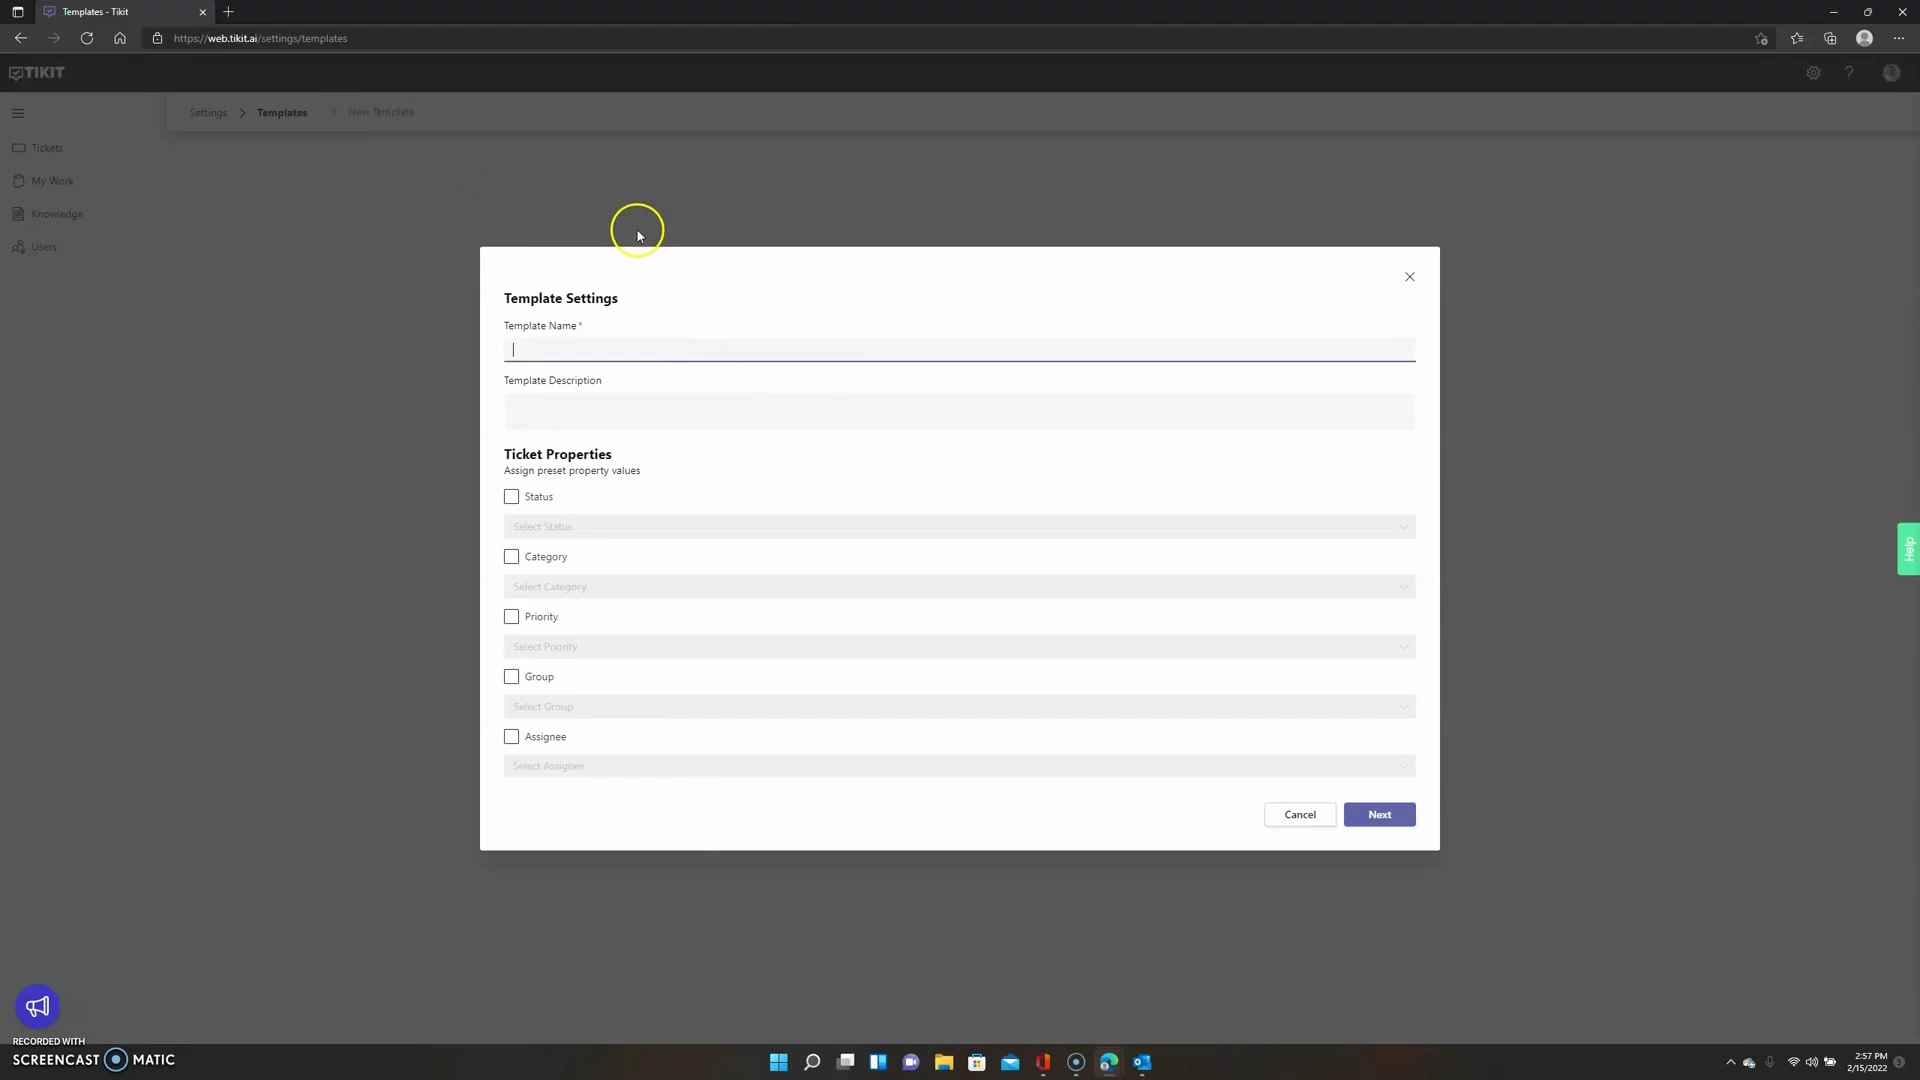 Templates - Tikit
https://web.tikit.ai/settings/templates
TIKIT
Settings > Templates + New Template
Tickets
My Work
Knowledge
Users
Template Settings
Template Name*
Template Description
Ticket Properties
Assign preset property values
Status
Select Status
Category
Select Category
Priority
Select Priority
Group
Select Group
Assignee
Select Assignee
Cancel
Next
Help
RECORDED WITH
SCREENCAST MATIC
2:57 PM
2/15/2022
3